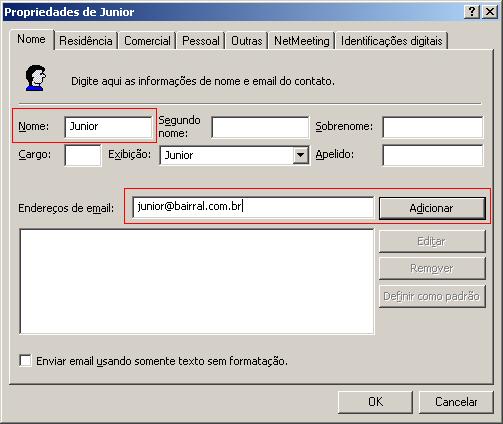 Propriedades de Junior
Nome Residência Comercial Pessoal Outras NetMeeting Identificações digitais
Digite aqui as informações de nome e email do contato.
Nome: Junior Segundo nome: Sobrenome:
Cargo: Exibição: Junior Apelido:
Endereços de email: junior@bairral.com.br Adicionar
Editar
Remover
Definir como padrão
Enviar email usando somente texto sem formatação.
OK Cancelar